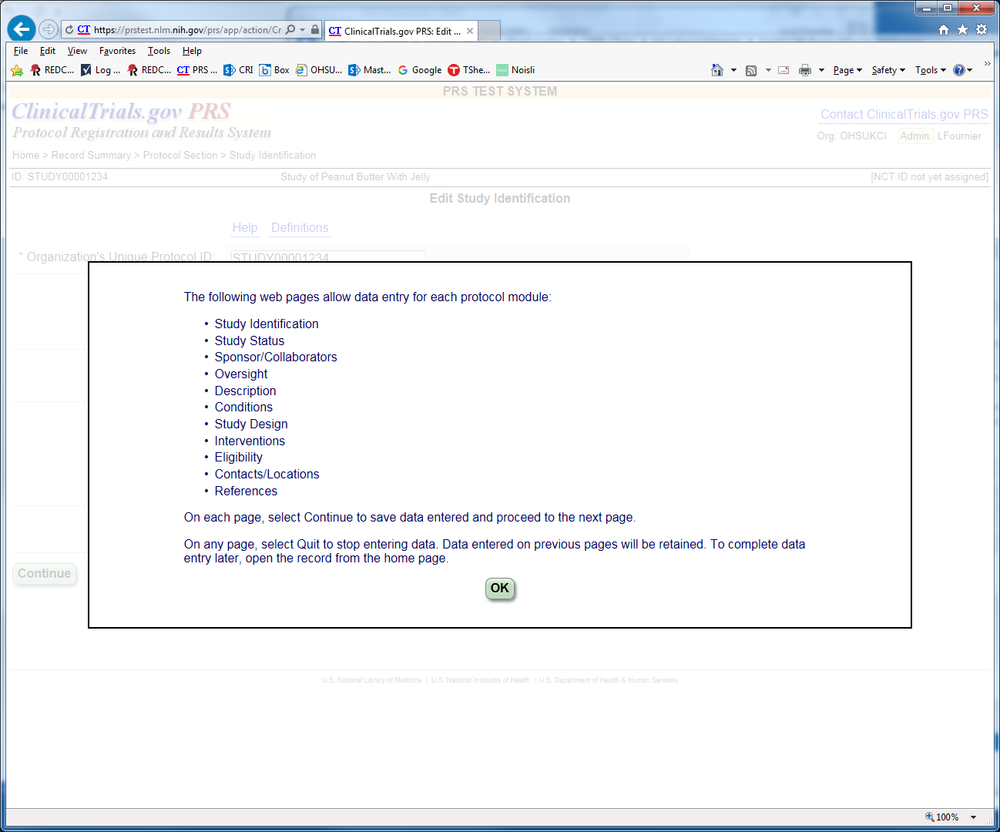 CT https://prstest.nlm.nih.gov/prs/app/action/Cr
CT ClinicalTrials.gov PRS: Edit ...
File Edit View Favorites Tools Help
REDC... Log ... REDC... CT PRS ... CRI Box OHSU... Mast... Google TShe... Noisli
Page Safety Tools
PRS TEST SYSTEM
ClinicalTrials.gov PRS
Protocol Registration and Results System
Contact ClinicalTrials.gov PRS
Org: OHSUKCI Admin: LFournier
Home > Record Summary > Protocol Section > Study Identification
ID: STUDY00001234 Study of Peanut Butter With Jelly [NCT ID not yet assigned]
Edit Study Identification
Help Definitions
* Organization's Unique Protocol ID: STUDY00001234
The following web pages allow data entry for each protocol module:
• Study Identification
• Study Status
• Sponsor/Collaborators
• Oversight
• Description
• Conditions
• Study Design
• Interventions
• Eligibility
• Contacts/Locations
• References
On each page, select Continue to save data entered and proceed to the next page.
On any page, select Quit to stop entering data. Data entered on previous pages will be retained. To complete data
entry later, open the record from the home page.
Continue
OK
U.S. National Library of Medicine | U.S. National Institutes of Health | U.S. Department of Health & Human Services
100%